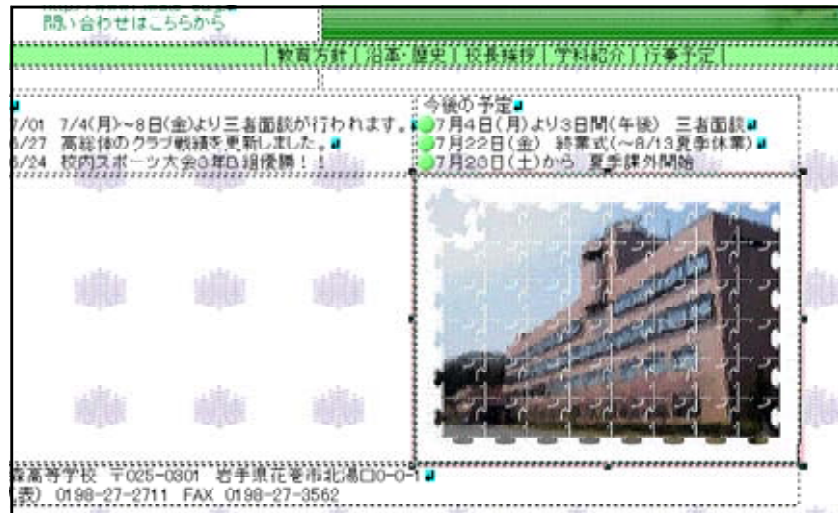 問い合わせはこちらから
| 教育方針 | 沿革・歴史 | 校長挨拶 | 学科紹介 | 行事予定 |
7/01 7/4(月)~8日(金)より三者面談が行われます。
6/27 高総体のクラブ戦績を更新しました。
6/24 校内スポーツ大会3年B組優勝!!
今後の予定
7月4日(月)より3日間(午後) 三者面談
7月22日(金) 終業式(~8/13夏季休業)
7月23日(土)から 夏季課外開始
森高等学校 〒025-0301 岩手県花巻市北湯口0-0-1
(表) 0198-27-2711 FAX 0198-27-3562